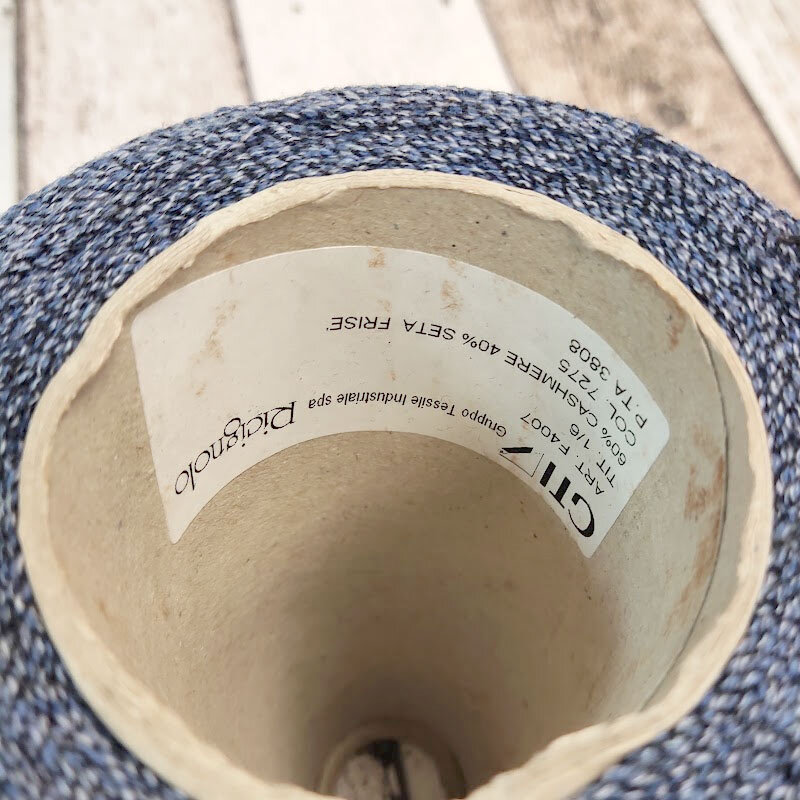 GTI Gruppo Tessile Industriale spa Ricignolo
ART F4007
TIT. 1/6
60% CASHMERE 40% SETA FRISE'
COL. 7275
P.TA 3808